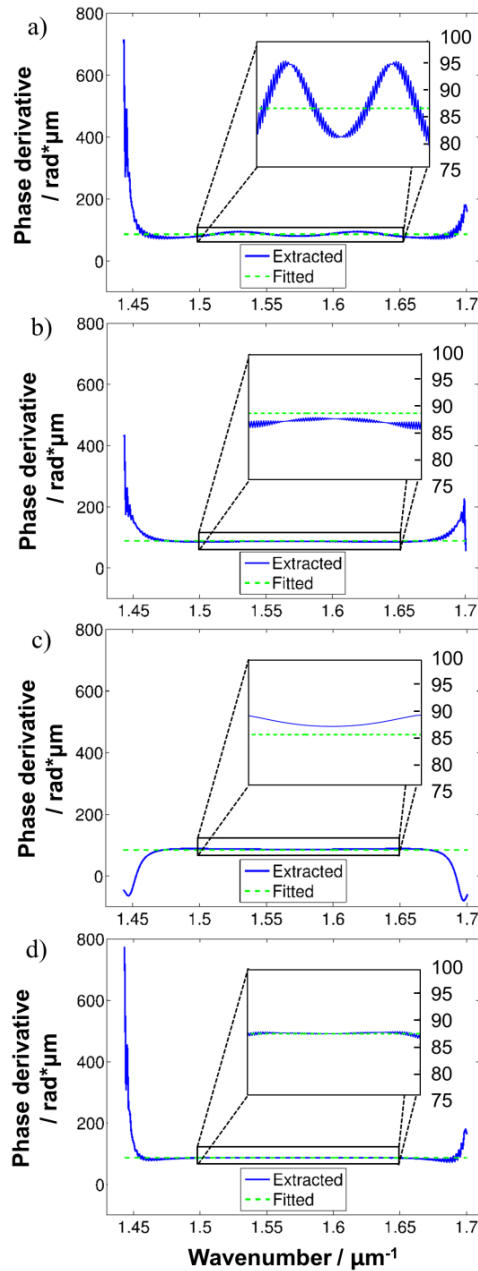 a)
800
600
400
200
0
Phase derivative
/ rad*μm
100
95
90
85
80
75
Extracted
Fitted
1.45 1.5 1.55 1.6 1.65 1.7
b)
800
600
400
200
0
Phase derivative
/ rad*μm
100
95
90
85
80
75
Extracted
Fitted
1.45 1.5 1.55 1.6 1.65 1.7
c)
800
600
400
200
0
Phase derivative
/ rad*μm
100
95
90
85
80
75
Extracted
Fitted
1.45 1.5 1.55 1.6 1.65 1.7
d)
800
600
400
200
0
Phase derivative
/ rad*μm
100
95
90
85
80
75
Extracted
Fitted
1.45 1.5 1.55 1.6 1.65 1.7
Wavenumber / μm⁻¹